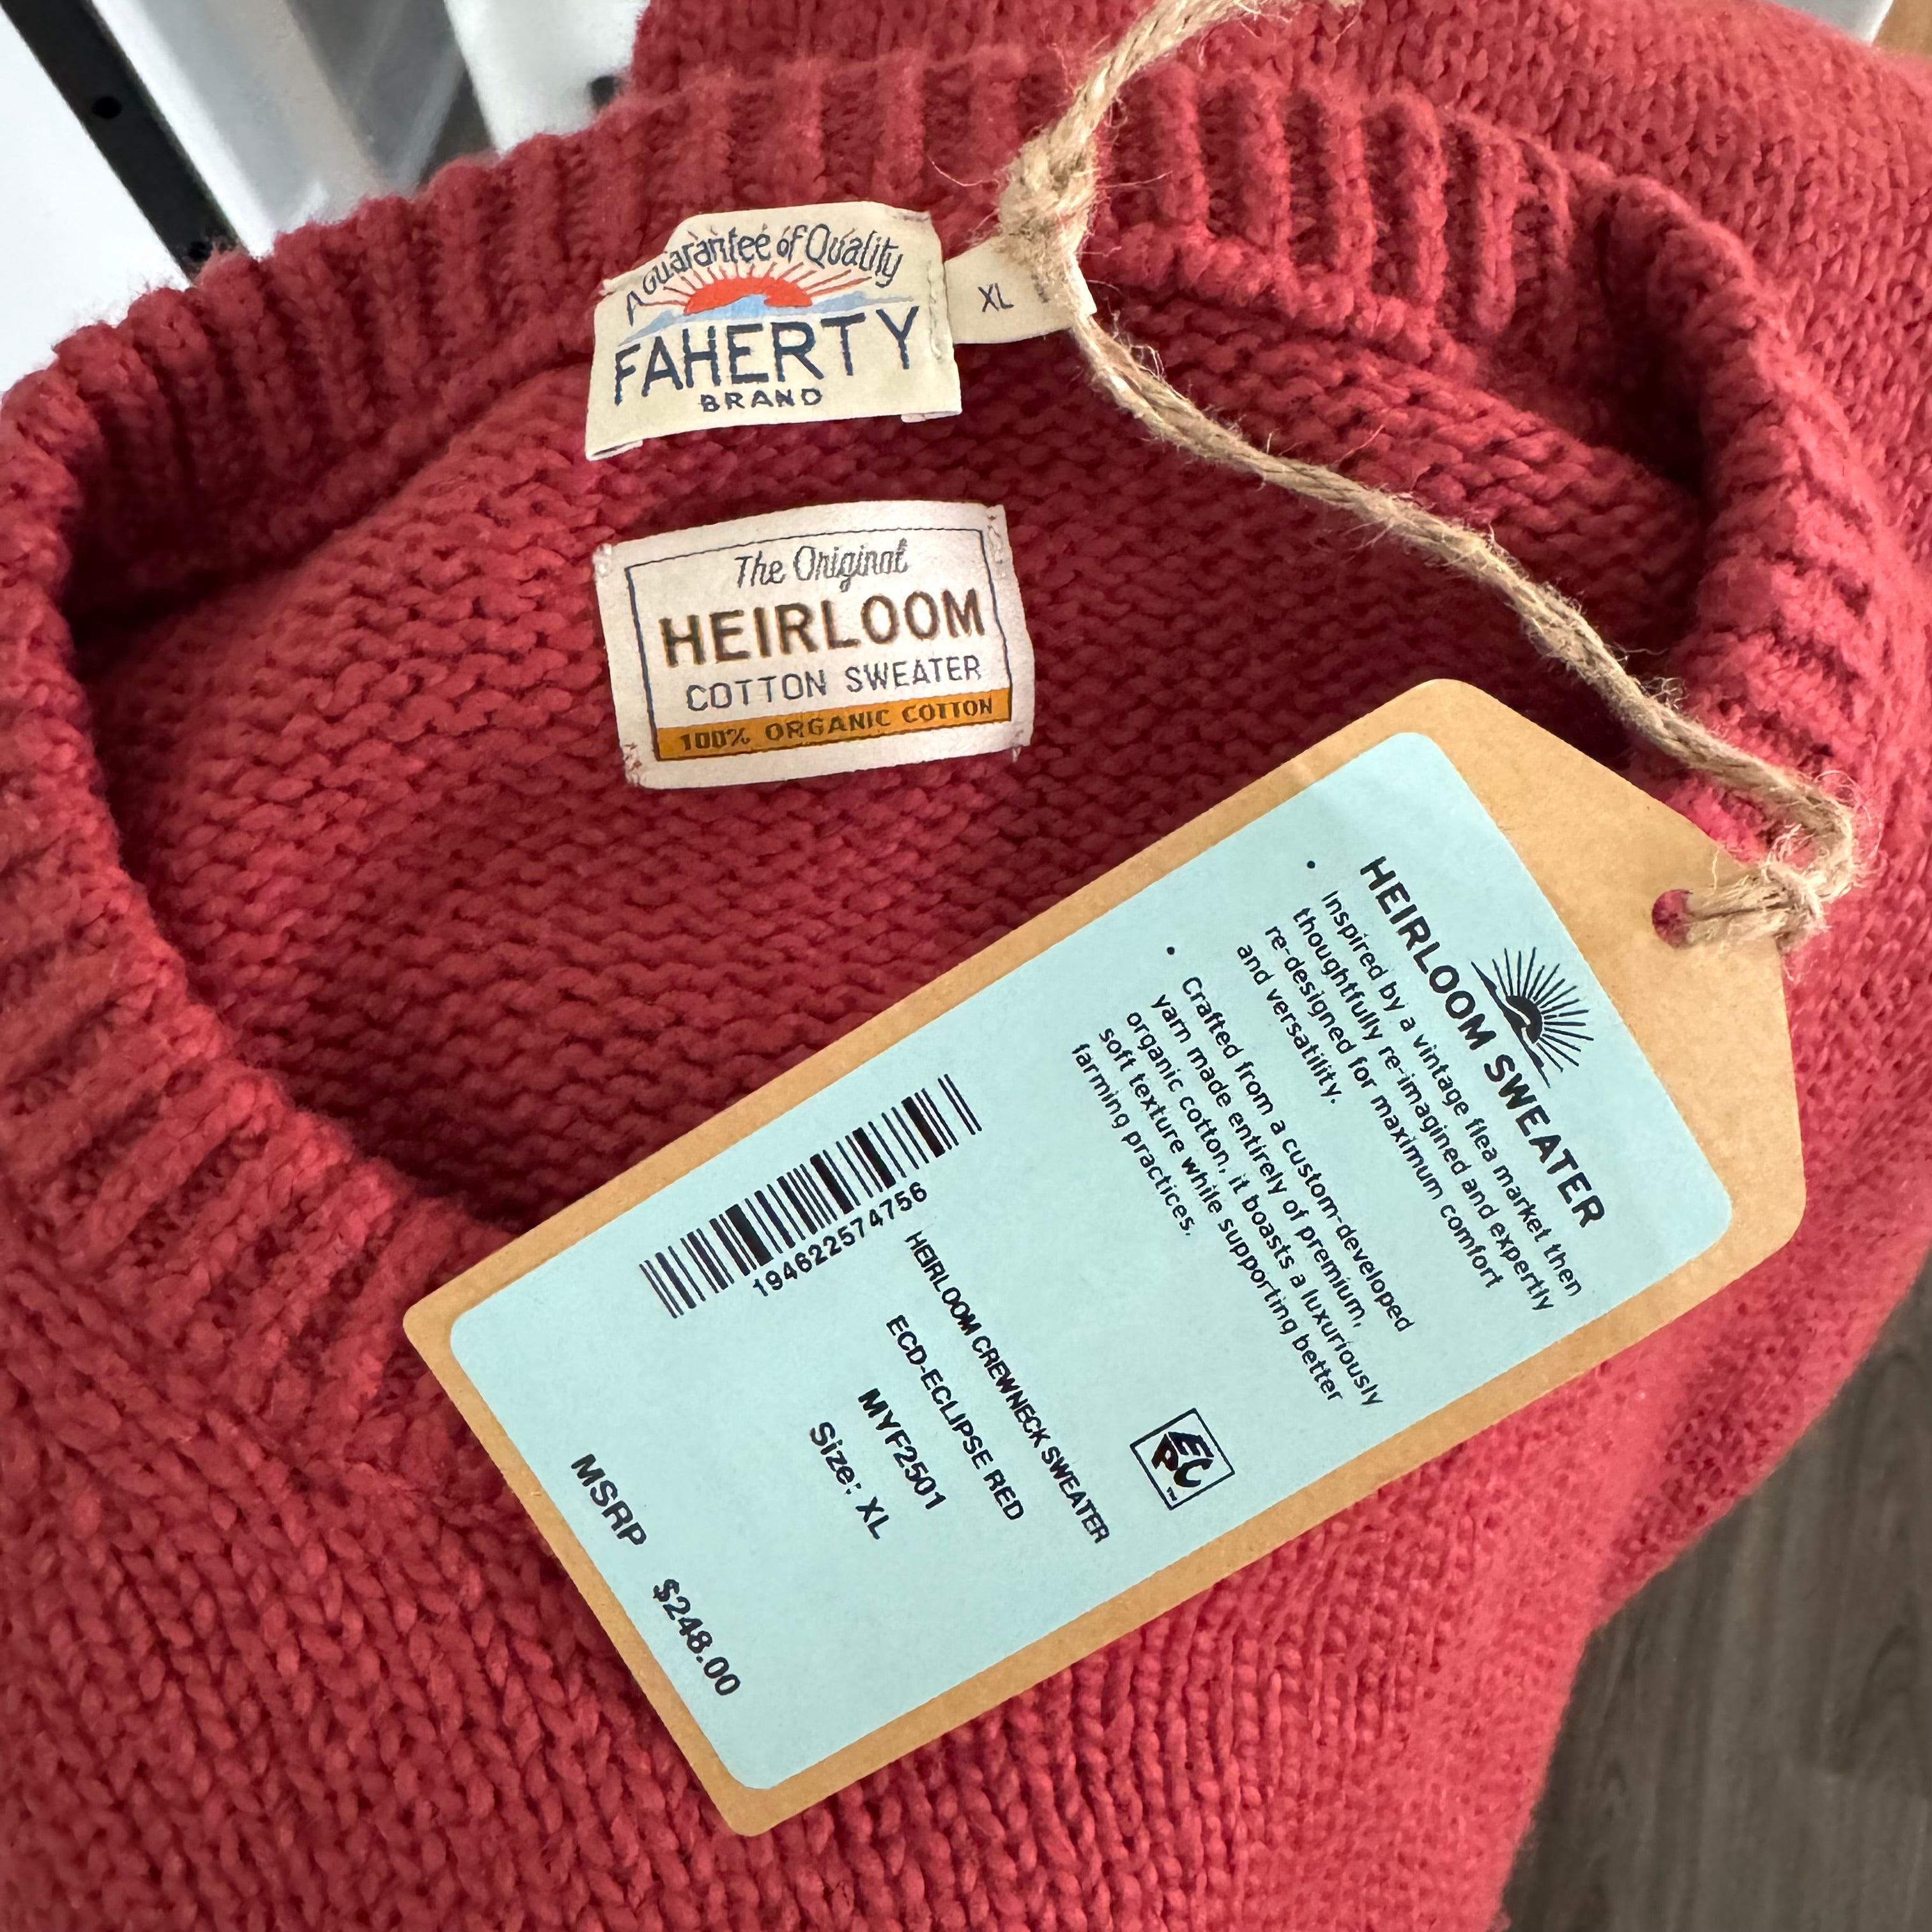 A Guarantee of Quality
FAHERTY
BRAND
XL
The Original
HEIRLOOM
COTTON SWEATER
100% ORGANIC COTTON
HEIRLOOM SWEATER
• Inspired by a vintage flea market then
thoughtfully re-imagined and expertly
re-designed for maximum comfort
and versatility.
• Crafted from a custom-developed
yarn made entirely of premium,
organic cotton, it boasts a luxuriously
soft texture while supporting better
farming practices.
EPC™
194622574756
HEIRLOOM CREWNECK SWEATER
ECD-ECLIPSE RED
MYF2501
Size: XL
MSRP $248.00